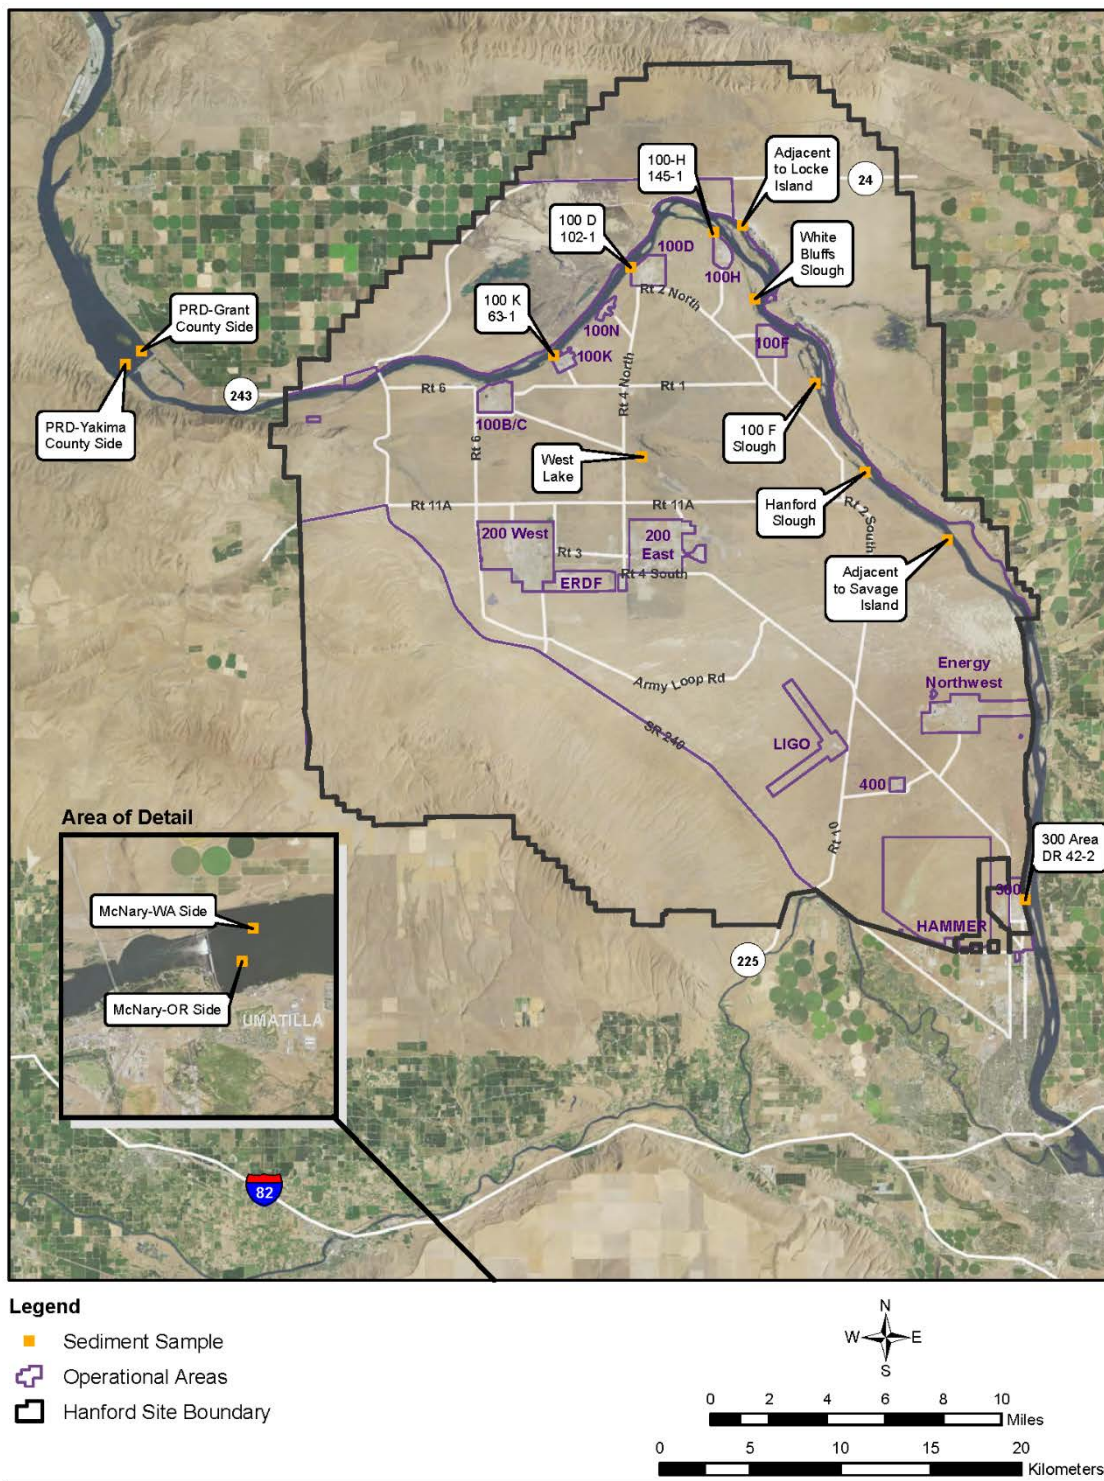 100-H
145-1
Adjacent
to Locke
Island
24
100 D
102-1
White
Bluffs
Slough
100D
100H
Rt 2 North
PRD-Grant
County Side
100 K
63-1
100N
100F
100K
Rt 4 North
243
Rt 6
Rt 1
PRD-Yakima
County Side
100B/C
100 F
Slough
Rt 6
West
Lake
Hanford
Slough
Rt 11A
Rt 11A
Rt 2 South
200 West
200
East
Rt 3
ERDF
Rt 4 South
Adjacent
to Savage
Island
Energy
Northwest
Army Loop Rd
SR 240
LIGO
400
Area of Detail
Rt 10
300 Area
DR 42-2
300
McNary-WA Side
HAMMER
225
McNary-OR Side
UMATILLA
82
Legend
Sediment Sample
Operational Areas
Hanford Site Boundary
N
W
E
S
0 2 4 6 8 10
Miles
0 5 10 15 20
Kilometers